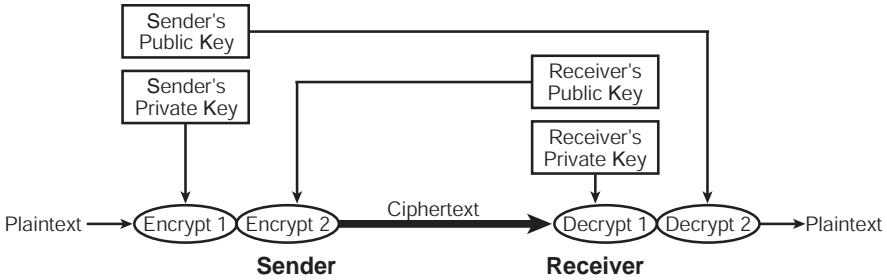 Sender's
Public Key
Sender's
Private Key
Receiver's
Public Key
Receiver's
Private Key
Ciphertext
Plaintext
Encrypt 1
Encrypt 2
Decrypt 1
Decrypt 2
Plaintext
Sender
Receiver